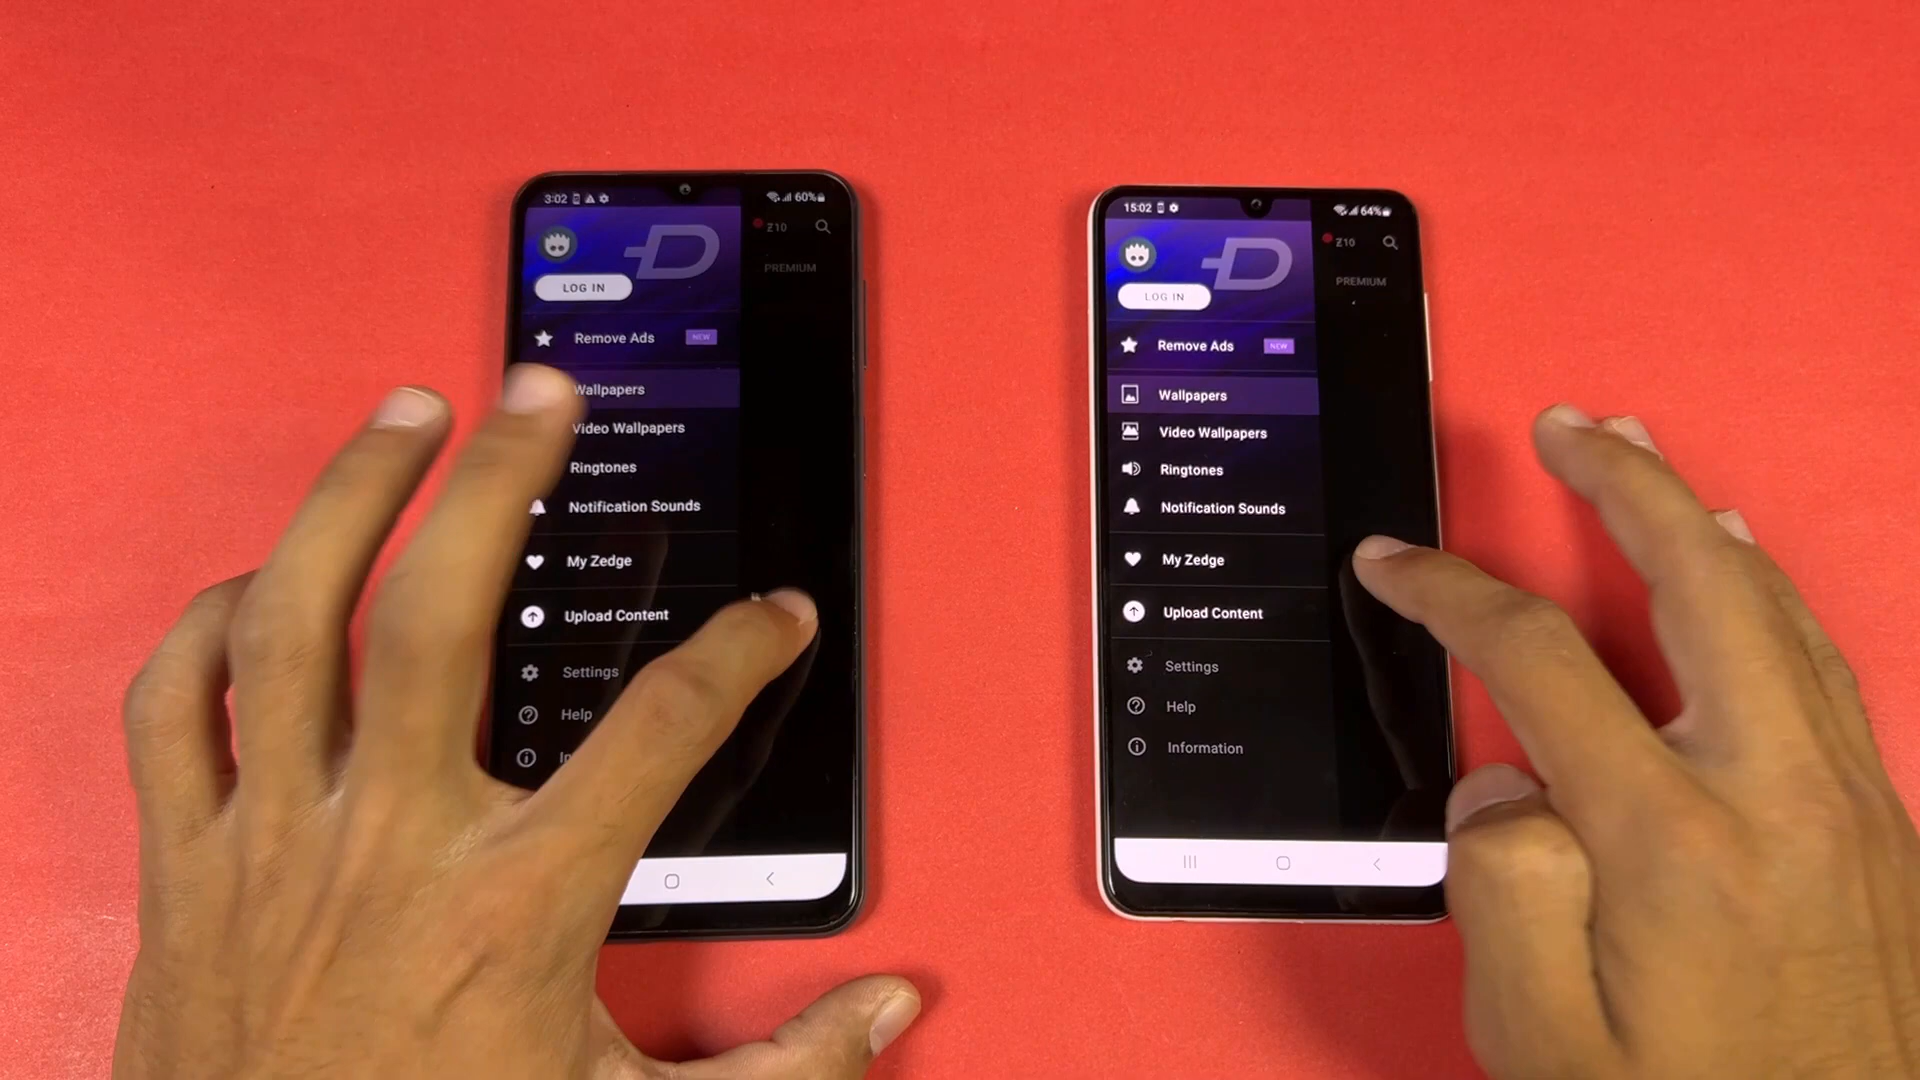 3:02
60%
Ƶ10
LOG IN
PREMIUM
Remove Ads
NEW
Wallpapers
Video Wallpapers
Ringtones
Notification Sounds
My Zedge
Upload Content
Settings
Help
15:02
64%
Ƶ10
LOG IN
PREMIUM
Remove Ads
NEW
Wallpapers
Video Wallpapers
Ringtones
Notification Sounds
My Zedge
Upload Content
Settings
Help
Information